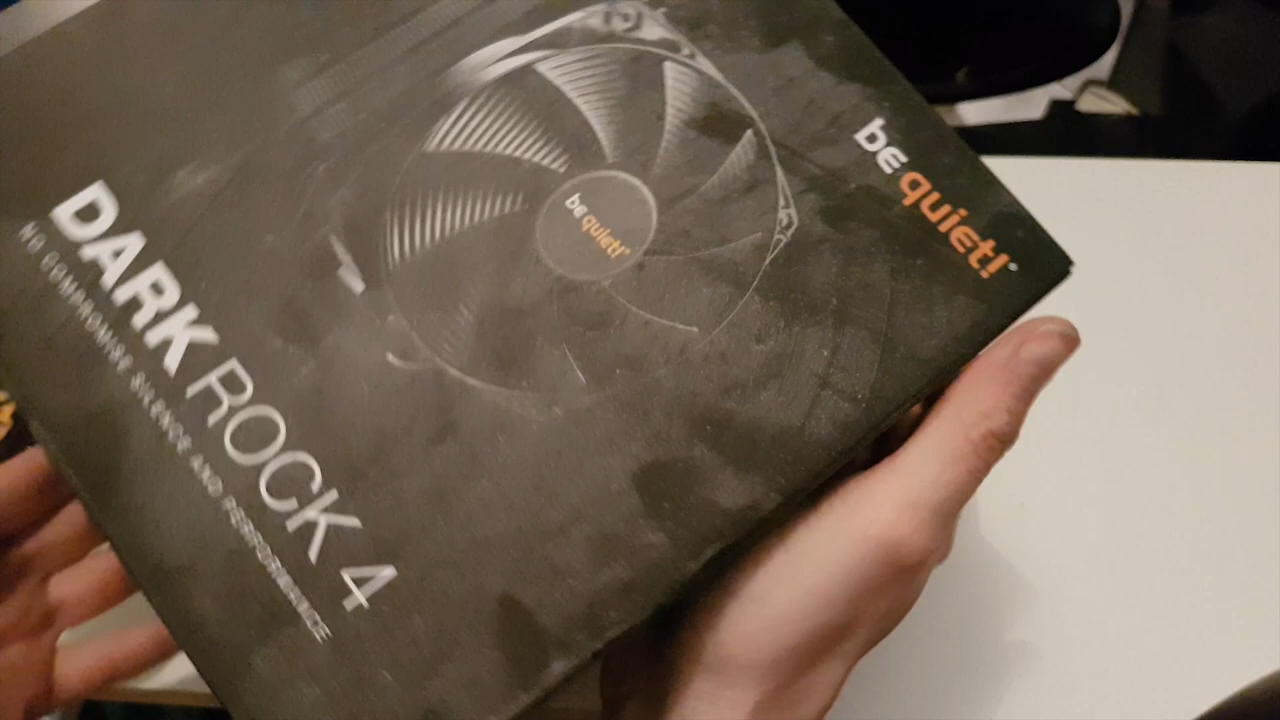 be quiet!®
be quiet!®
DARK ROCK 4
NO COMPROMISE SILENCE AND PERFORMANCE